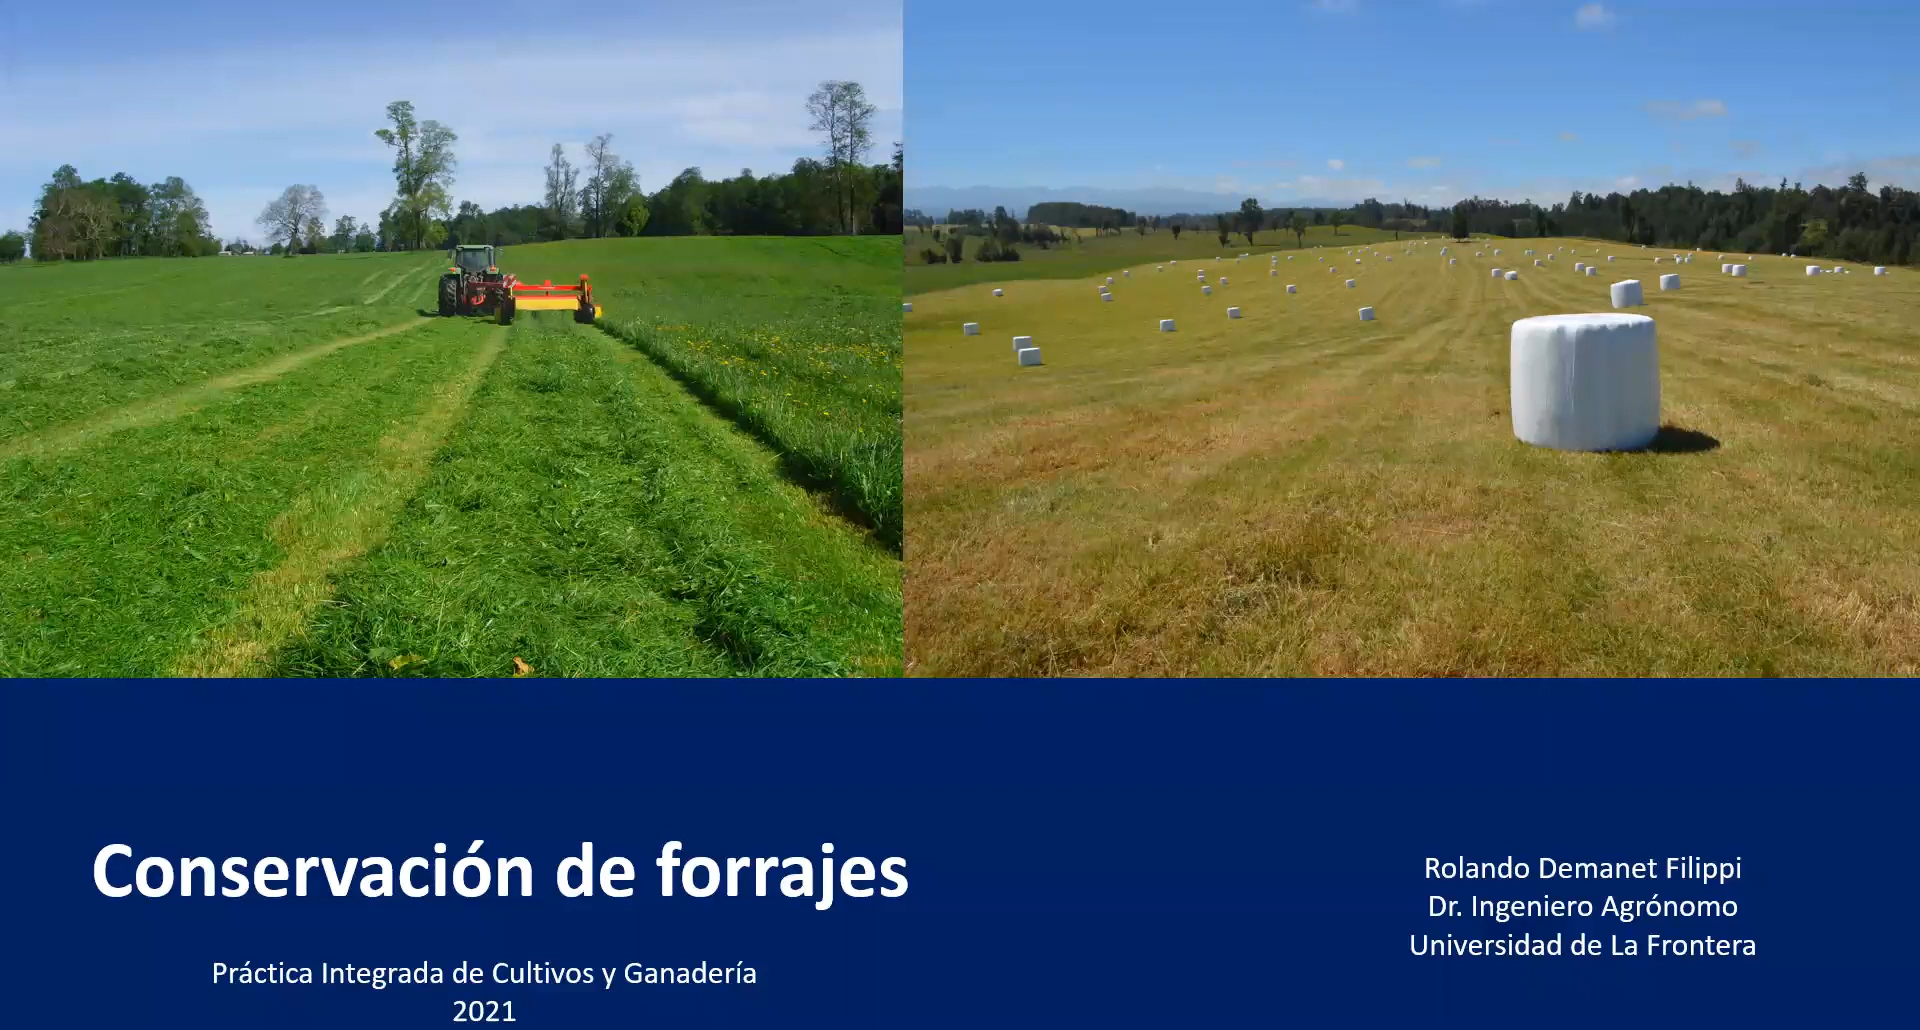 Conservación de forrajes
Práctica Integrada de Cultivos y Ganadería
2021
Rolando Demanet Filippi
Dr. Ingeniero Agrónomo
Universidad de La Frontera